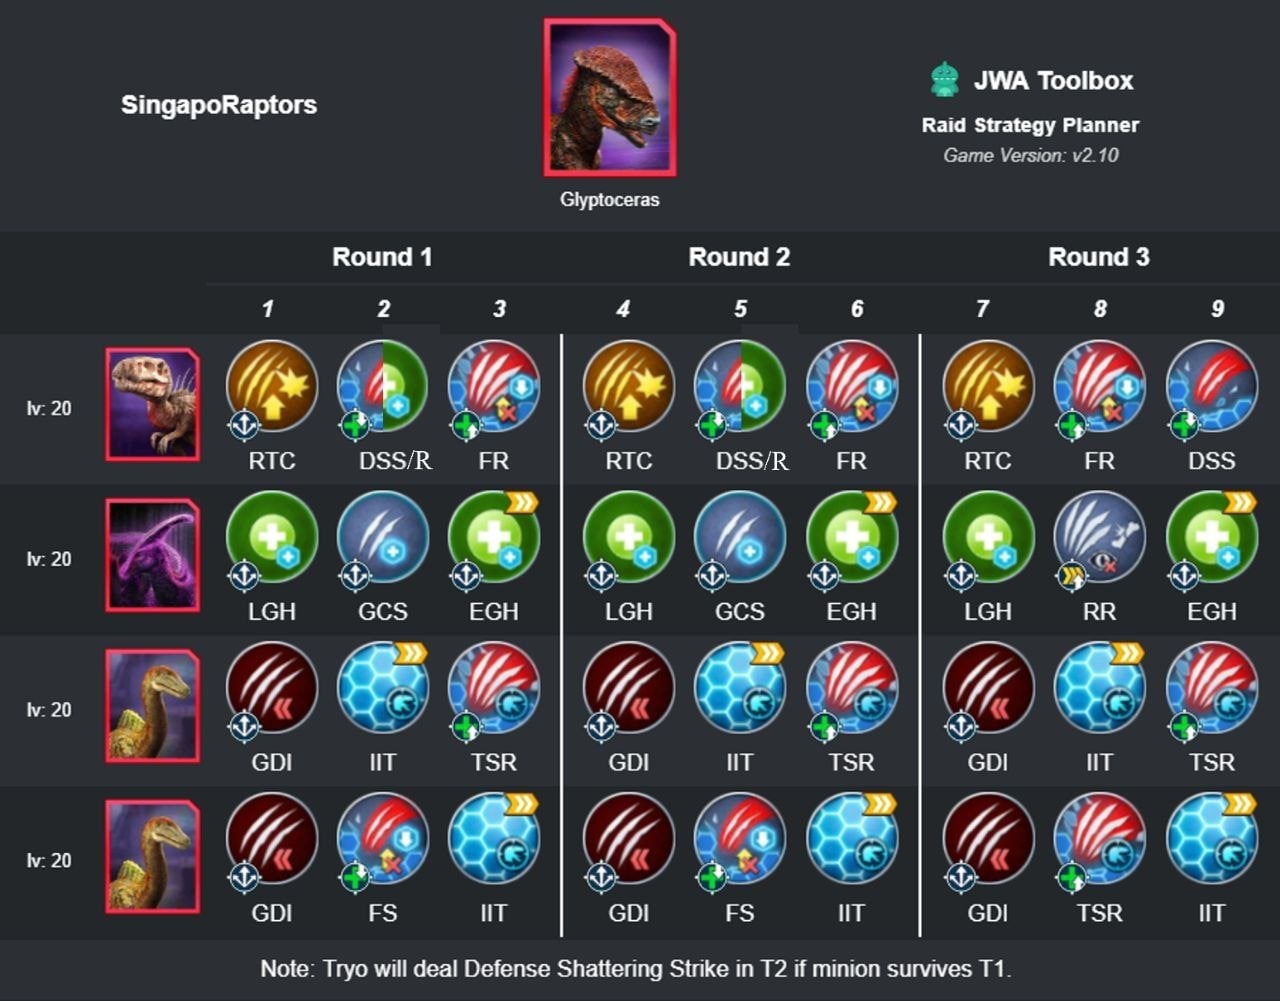 SingapoRaptors
JWA Toolbox
Raid Strategy Planner
Game Version: v2.10
Glyptoceras
Round 1 Round 2 Round 3
1 2 3 4 5 6 7 8 9
lv: 20
RTC DSS/R FR RTC DSS/R FR RTC FR DSS
lv: 20
LGH GCS EGH LGH GCS EGH LGH RR EGH
lv: 20
GDI IIT TSR GDI IIT TSR GDI IIT TSR
lv: 20
GDI FS IIT GDI FS IIT GDI TSR IIT
Note: Tryo will deal Defense Shattering Strike in T2 if minion survives T1.